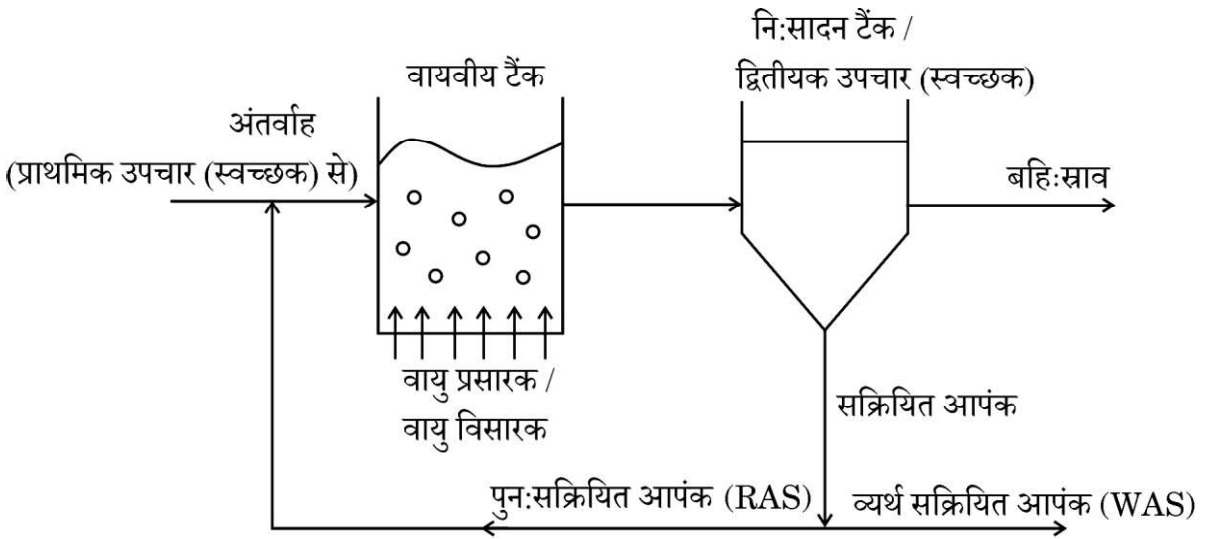 नि:सादन टैंक /
द्वितीयक उपचार (स्वच्छक)
वायवीय टैंक
अंतर्वाह
(प्राथमिक उपचार (स्वच्छक) से)
बहिःस्राव
वायु प्रसारक /
वायु विसारक
सक्रियित आपंक
पुन:सक्रियित आपंक (RAS)
व्यर्थ सक्रियित आपंक (WAS)